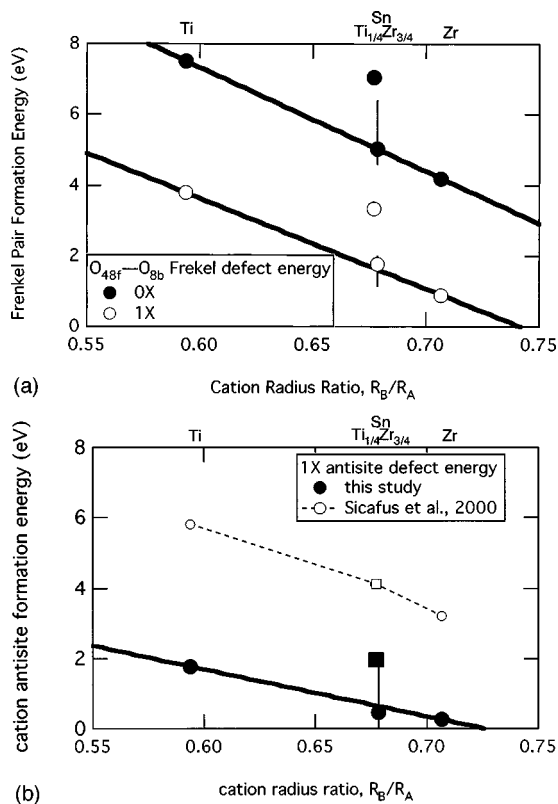 Sn
Ti Ti1/4Zr3/4 Zr
8
6
4
2
0
Frenkel Pair Formation Energy (eV)
O48f—O8b Frekel defect energy
0X
1X
0.55 0.60 0.65 0.70 0.75
(a) Cation Radius Ratio, RB/RA
Sn
Ti Ti1/4Zr3/4 Zr
8
6
4
2
0
cation antisite formation energy (eV)
1X antisite defect energy
this study
Sicafus et al., 2000
0.55 0.60 0.65 0.70 0.75
(b) cation radius ratio, RB/RA